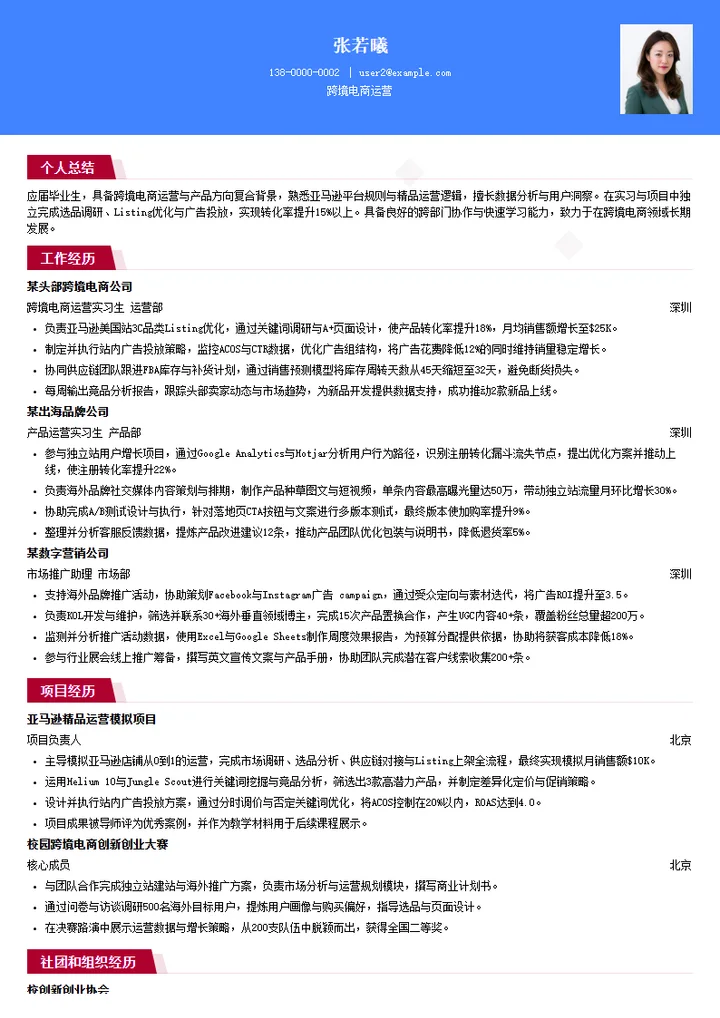 张若曦
138-0000-0002 | user2@example.com
跨境电商运营
个人总结
应届毕业生，具备跨境电商运营与产品方向复合背景，熟悉亚马逊平台规则与精品运营逻辑，擅长数据分析与用户洞察。在实习与项目中独
立完成选品调研、Listing优化与广告投放，实现转化率提升15%以上。具备良好的跨部门协作与快速学习能力，致力于在跨境电商领域长期
发展。
工作经历
某头部跨境电商公司
跨境电商运营实习生 运营部 深圳
• 负责亚马逊美国站3C品类Listing优化，通过关键词调研与A+页面设计，使产品转化率提升18%，月均销售额增长至$25K。
• 制定并执行站内广告投放策略，监控ACOS与CTR数据，优化广告组结构，将广告花费降低12%的同时维持销量稳定增长。
• 协同供应链团队跟进FBA库存与补货计划，通过销售预测模型将库存周转天数从45天缩短至32天，避免断货损失。
• 每周输出竞品分析报告，跟踪头部卖家动态与市场趋势，为新品开发提供数据支持，成功推动2款新品上线。
某出海品牌公司
产品运营实习生 产品部 深圳
• 参与独立站用户增长项目，通过Google Analytics与Hotjar分析用户行为路径，识别注册转化漏斗流失节点，提出优化方案并推动上
线，使注册转化率提升22%。
• 负责海外品牌社交媒体内容策划与排期，制作产品种草图文与短视频，单条内容最高曝光量达50万，带动独立站流量月环比增长30%。
• 协助完成A/B测试设计与执行，针对落地页CTA按钮与文案进行多版本测试，最终版本使加购率提升9%。
• 整理并分析客服反馈数据，提炼产品改进建议12条，推动产品团队优化包装与说明书，降低退货率5%。
某数字营销公司
市场推广助理 市场部 深圳
• 支持海外品牌推广活动，协助策划Facebook与Instagram广告 campaign，通过受众定向与素材迭代，将广告ROI提升至3.5。
• 负责KOL开发与维护，筛选并联系30+海外垂直领域博主，完成15次产品置换合作，产生UGC内容40+条，覆盖粉丝总量超200万。
• 监测并分析推广活动数据，使用Excel与Google Sheets制作周度效果报告，为预算分配提供依据，协助将获客成本降低18%。
• 参与行业展会线上推广筹备，撰写英文宣传文案与产品手册，协助团队完成潜在客户线索收集200+条。
项目经历
亚马逊精品运营模拟项目
项目负责人 北京
• 主导模拟亚马逊店铺从0到1的运营，完成市场调研、选品分析、供应链对接与Listing上架全流程，最终实现模拟月销售额$10K。
• 运用Helium 10与Jungle Scout进行关键词挖掘与竞品分析，筛选出3款高潜力产品，并制定差异化定价与促销策略。
• 设计并执行站内广告投放方案，通过分时调价与否定关键词优化，将ACOS控制在20%以内，ROAS达到4.0。
• 项目成果被导师评为优秀案例，并作为教学材料用于后续课程展示。
校园跨境电商创新创业大赛
核心成员 北京
• 与团队合作完成独立站建站与海外推广方案，负责市场分析与运营规划模块，撰写商业计划书。
• 通过问卷与访谈调研500名海外目标用户，提炼用户画像与购买偏好，指导选品与页面设计。
• 在决赛路演中展示运营数据与增长策略，从200支队伍中脱颖而出，获得全国二等奖。
社团和组织经历
校创新创业协会